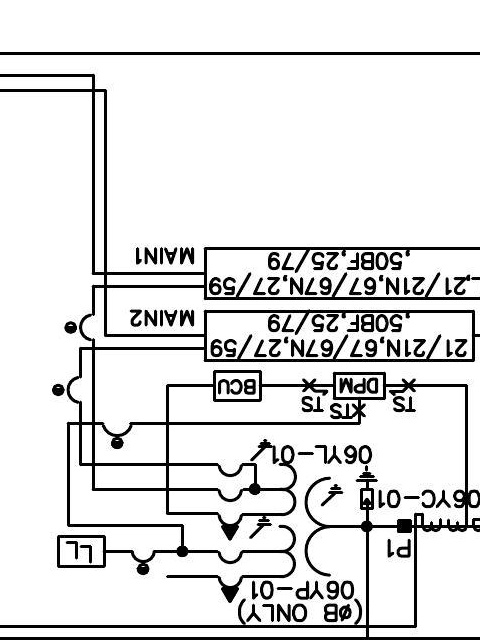 (ØB ONLY)
06YP-01
P1
LL
06YC-01
06YL-01
TS
TS
TS
DPM
BCU
21/21N,67/67N,27/59
,50BF,25/79
MAIN2
,21/21N,67/67N,27/59
,50BF,25/79
MAIN1